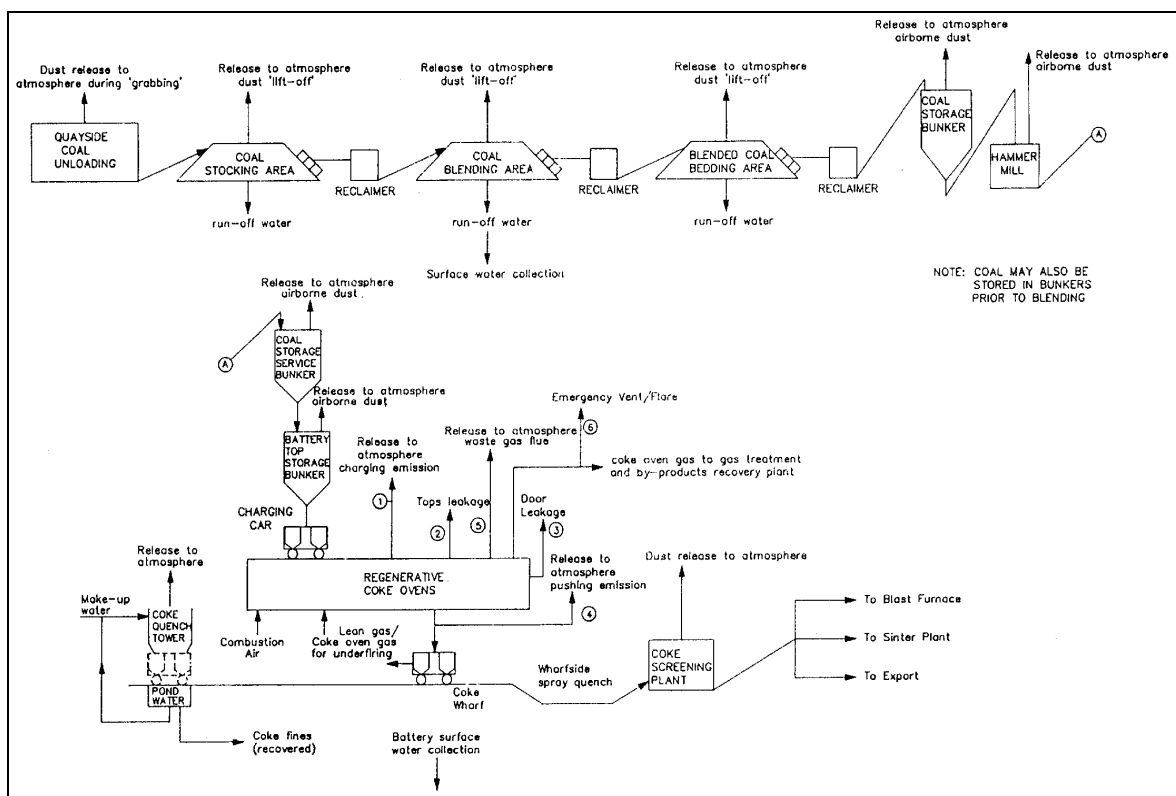 Release to atmosphere
airborne dust
Release to atmosphere
airborne dust
Dust release to
atmosphere during 'grabbing'
Release to atmosphere
dust 'lift-off'
Release to atmosphere
dust 'lift-off'
Release to atmosphere
dust 'lift-off'
QUAYSIDE
COAL
UNLOADING
COAL
STOCKING AREA
RECLAIMER
COAL
BLENDING AREA
RECLAIMER
BLENDED COAL
BEDDING AREA
RECLAIMER
COAL
STORAGE
BUNKER
HAMMER
MILL
A
run-off water
run-off water
run-off water
Surface water collection
NOTE: COAL MAY ALSO BE
STORED IN BUNKERS
PRIOR TO BLENDING
Release to atmosphere
airborne dust
A
COAL
STORAGE
SERVICE
BUNKER
Release to atmosphere
airborne dust
BATTERY
TOP
STORAGE
BUNKER
CHARGING
CAR
Release to
atmosphere
charging emission
1
Tops leakage
2
Release to atmosphere
waste gas flue
5
Emergency Vent/Flare
6
coke oven gas to gas treatment
and by-products recovery plant
Door
Leakage
3
Release to
atmosphere
pushing emission
4
REGENERATIVE
COKE OVENS
Combustion
Air
Lean gas/
Coke oven gas
for underfiring
Release to
atmosphere
Make-up
water
COKE
QUENCH
TOWER
POND
WATER
Coke fines
(recovered)
Coke
Wharf
Battery surface
water collection
Wharfside
spray quench
Dust release to atmosphere
COKE
SCREENING
PLANT
To Blast Furnace
To Sinter Plant
To Export